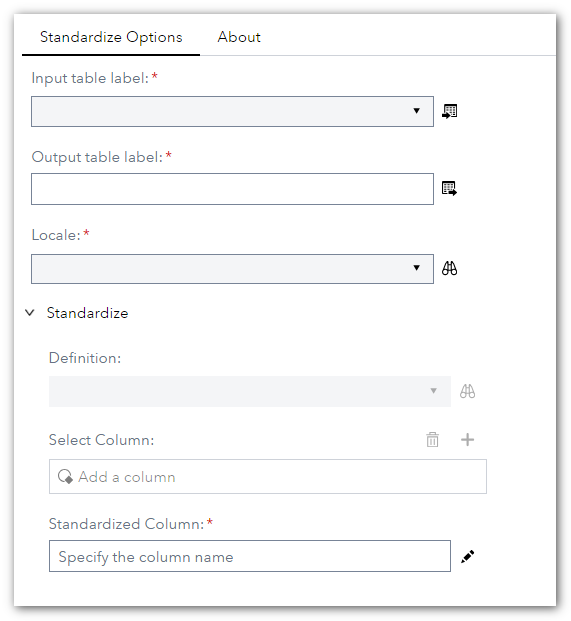 Standardize Options About
Input table label:*
Output table label:*
Locale:*
Standardize
Definition:
Select Column:
Add a column
Standardized Column:*
Specify the column name